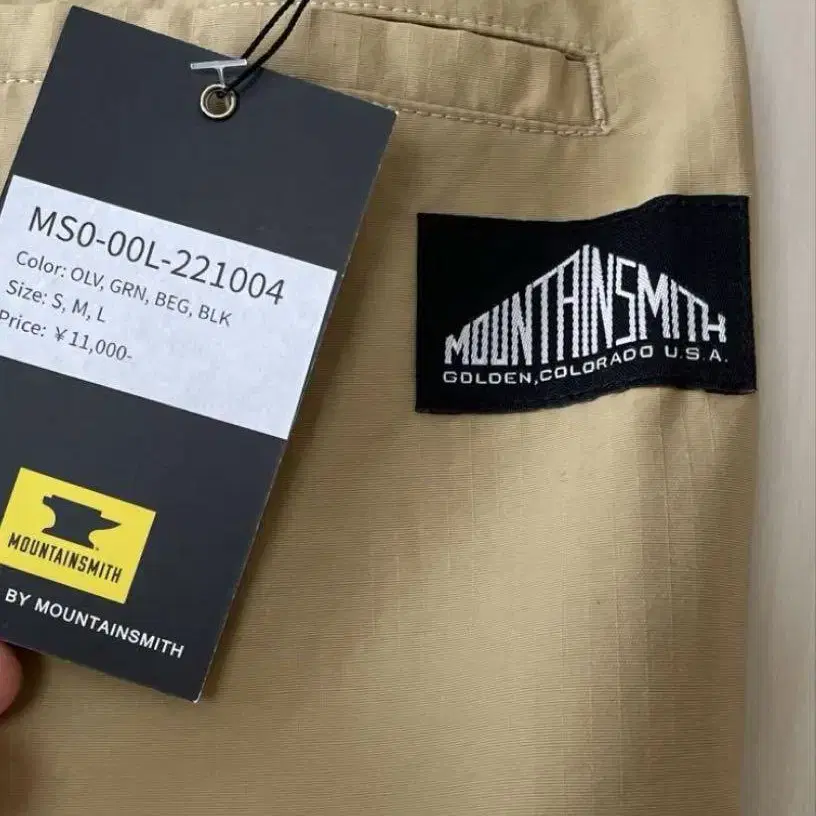 MS0-00L-221004
Color: OLV, GRN, BEG, BLK
Size: S, M, L
Price: ￥11,000-
MOUNTAINSMITH
BY MOUNTAINSMITH
MOUNTAINSMITH
GOLDEN,COLORADO U.S.A.